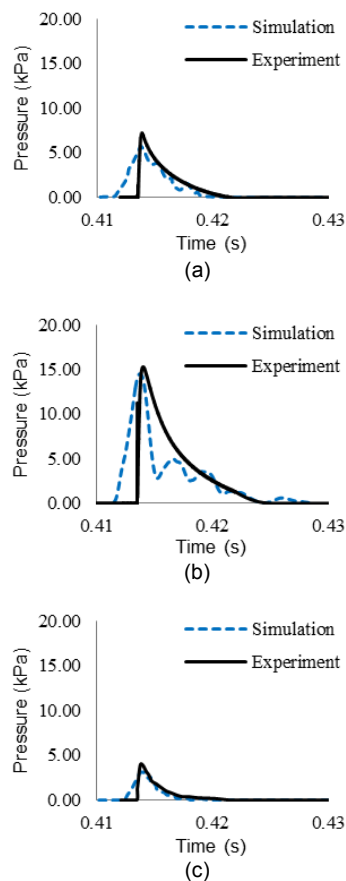 20.00
15.00
10.00
5.00
0.00
Pressure (kPa)
Simulation
Experiment
0.41
0.42
0.43
Time (s)
(a)
20.00
15.00
10.00
5.00
0.00
Pressure (kPa)
Simulation
Experiment
0.41
0.42
0.43
Time (s)
(b)
20.00
15.00
10.00
5.00
0.00
Pressure (kPa)
Simulation
Experiment
0.41
0.42
0.43
Time (s)
(c)